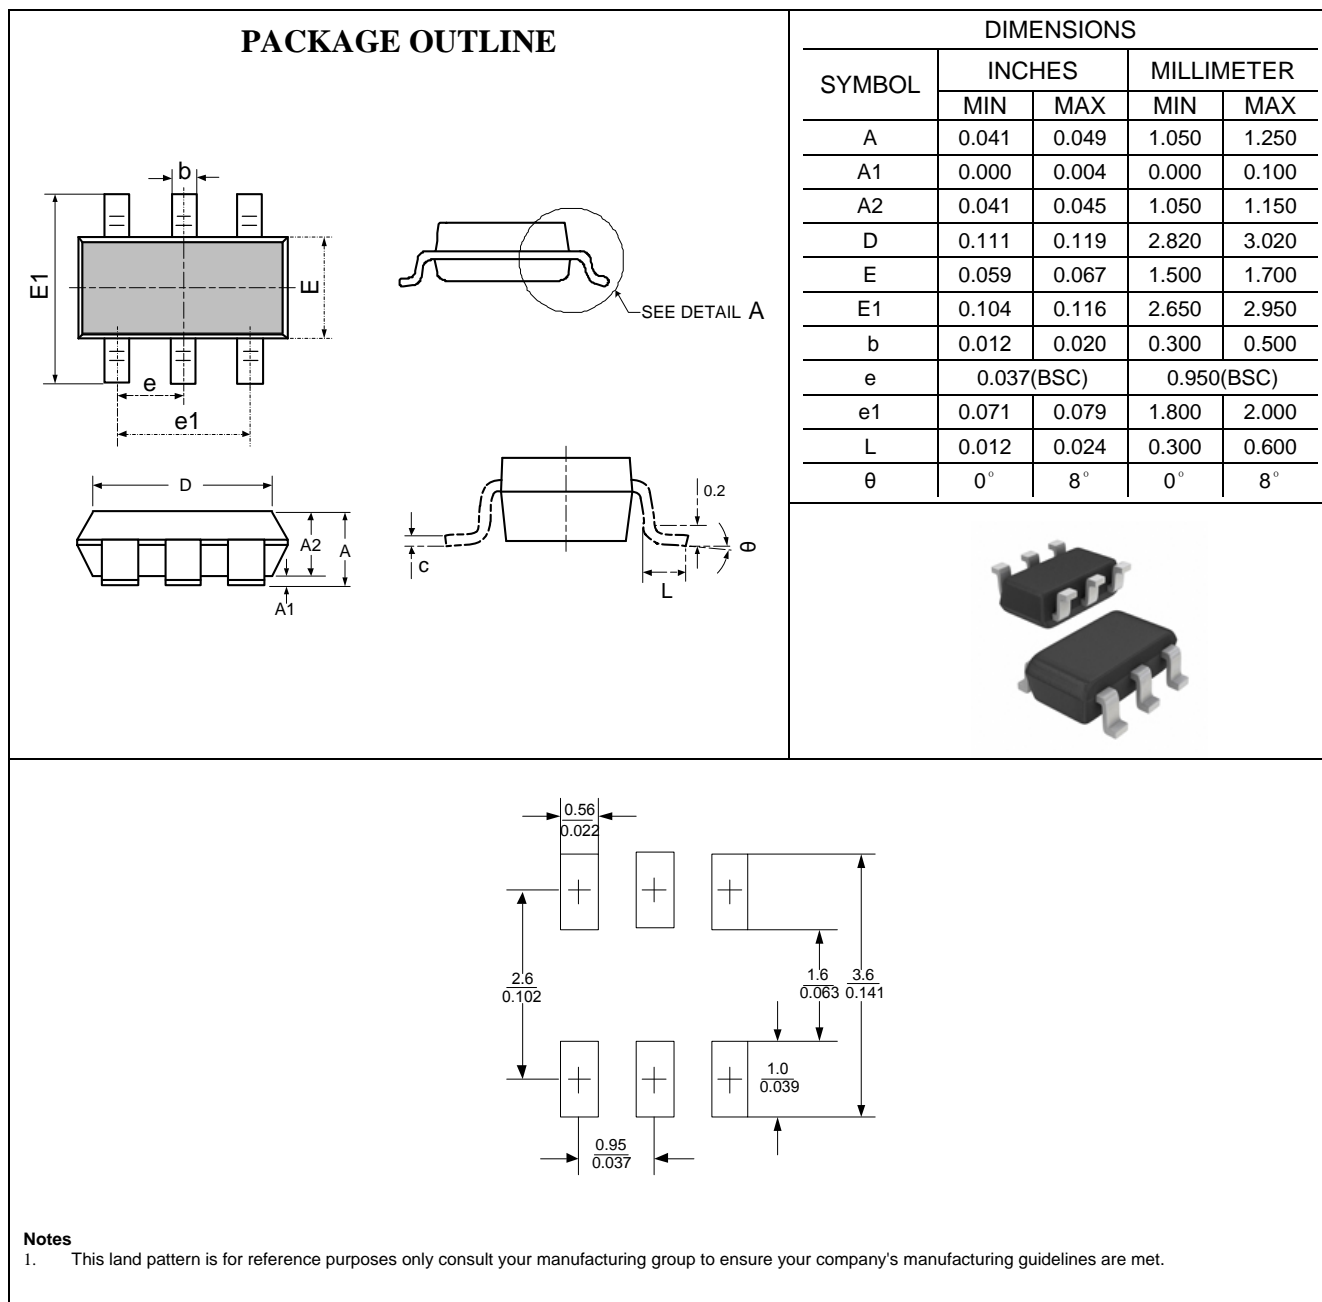 PACKAGE OUTLINE
b
E1
E
e
e1
SEE DETAIL A
D
A2
A
A1
c
0.2
θ
L
DIMENSIONS
SYMBOL INCHES MILLIMETER
MIN MAX MIN MAX
A 0.041 0.049 1.050 1.250
A1 0.000 0.004 0.000 0.100
A2 0.041 0.045 1.050 1.150
D 0.111 0.119 2.820 3.020
E 0.059 0.067 1.500 1.700
E1 0.104 0.116 2.650 2.950
b 0.012 0.020 0.300 0.500
e 0.037(BSC) 0.950(BSC)
e1 0.071 0.079 1.800 2.000
L 0.012 0.024 0.300 0.600
θ 0° 8° 0° 8°
0.56
0.022
2.6
0.102
1.6
0.063
3.6
0.141
1.0
0.039
0.95
0.037
Notes
1. This land pattern is for reference purposes only consult your manufacturing group to ensure your company's manufacturing guidelines are met.